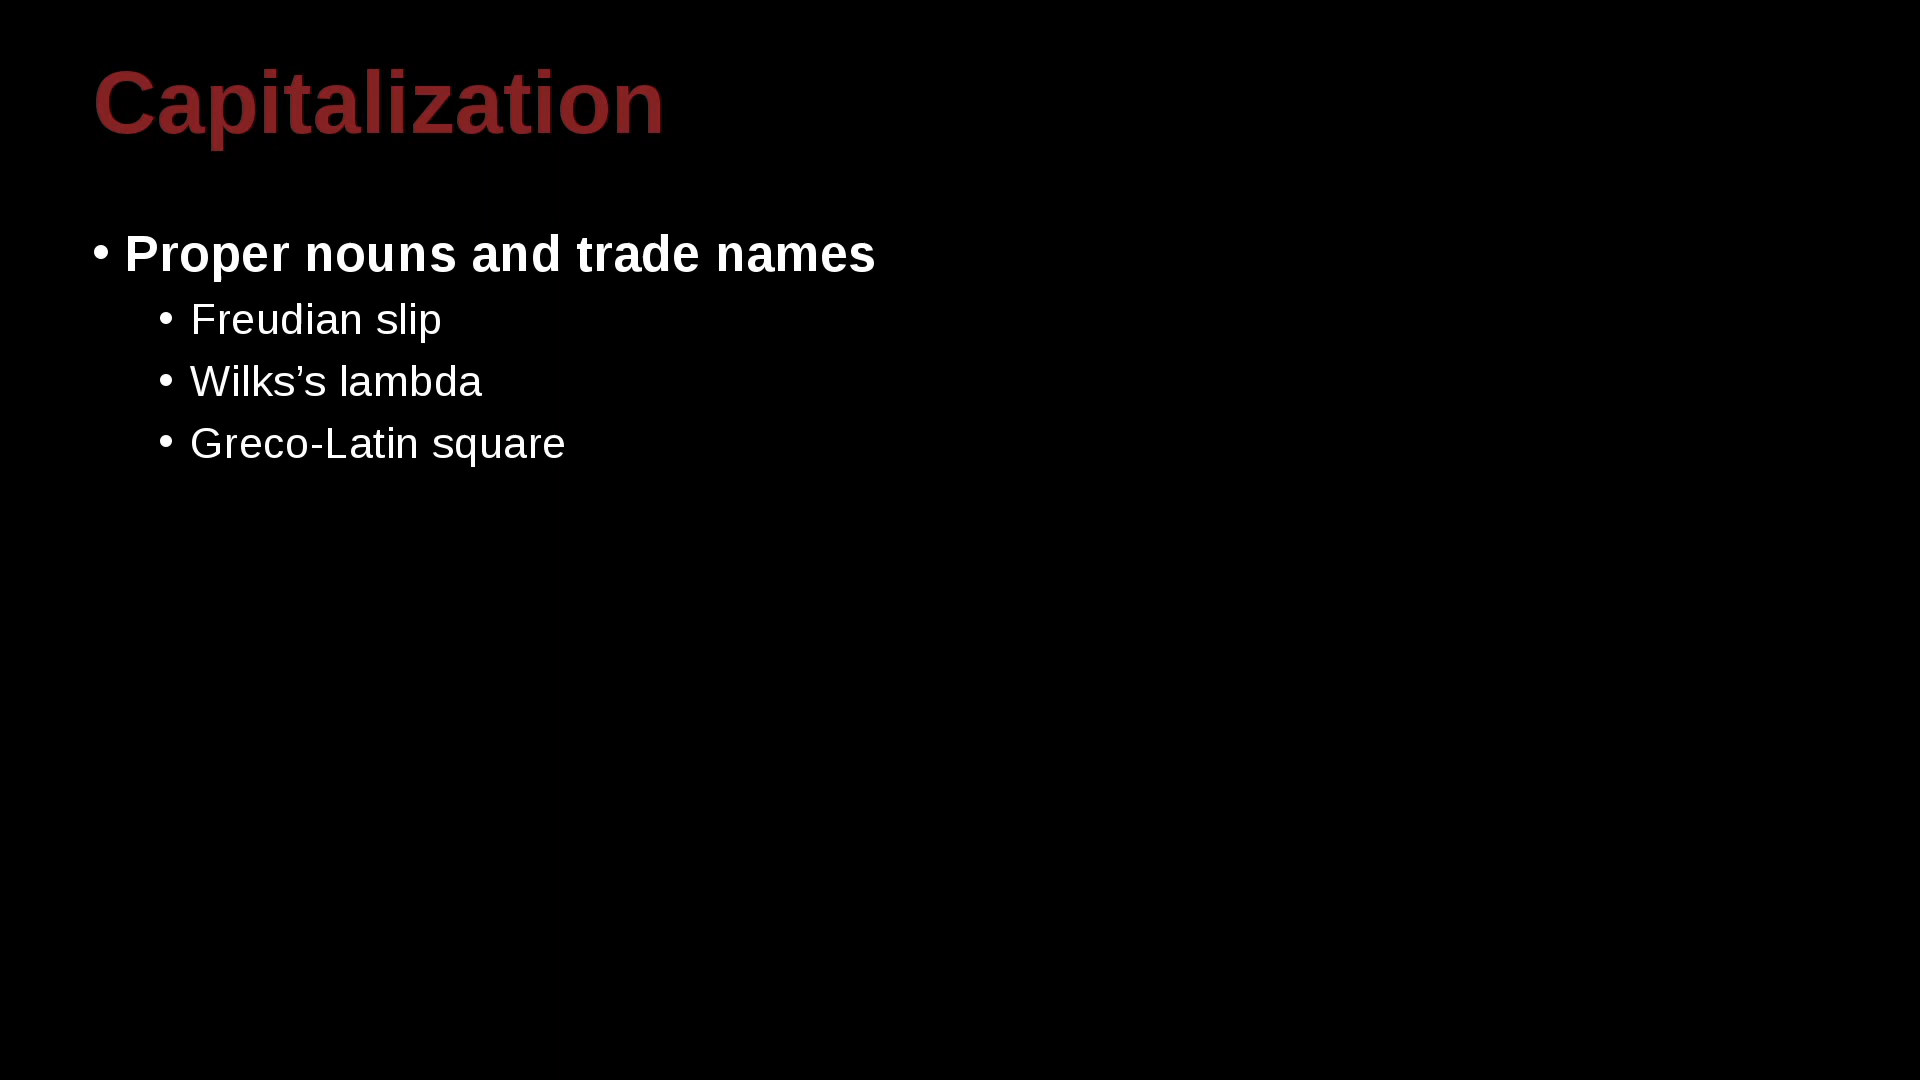 Capitalization
• Proper nouns and trade names
• Freudian slip
• Wilks’s lambda
• Greco-Latin square